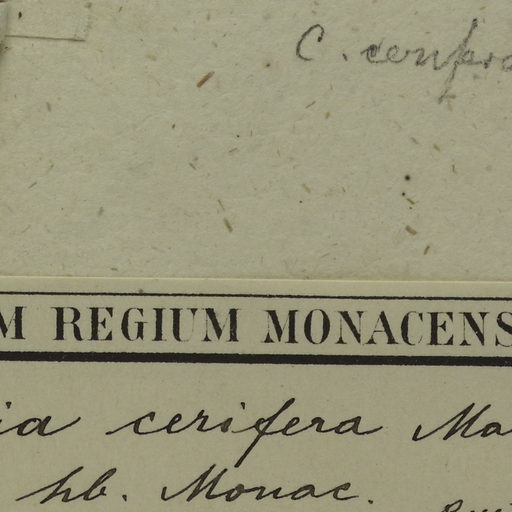 C. cerifera
M REGIUM MONACENS
ia cerifera Ma
hb. Monac.